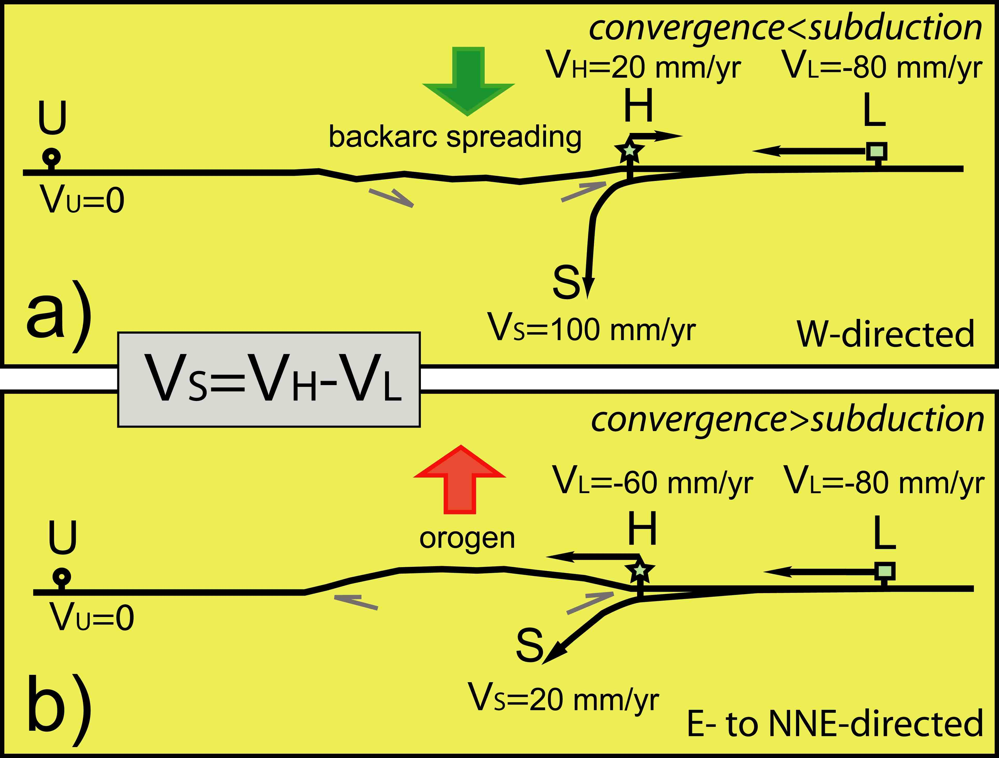 convergence<subduction
VH=20 mm/yr VL=-80 mm/yr
U
H
L
backarc spreading
VU=0
S
VS=100 mm/yr
a)
W-directed
VS=VH-VL
convergence>subduction
VL=-60 mm/yr VL=-80 mm/yr
U
H
L
orogen
VU=0
S
VS=20 mm/yr
b)
E- to NNE-directed